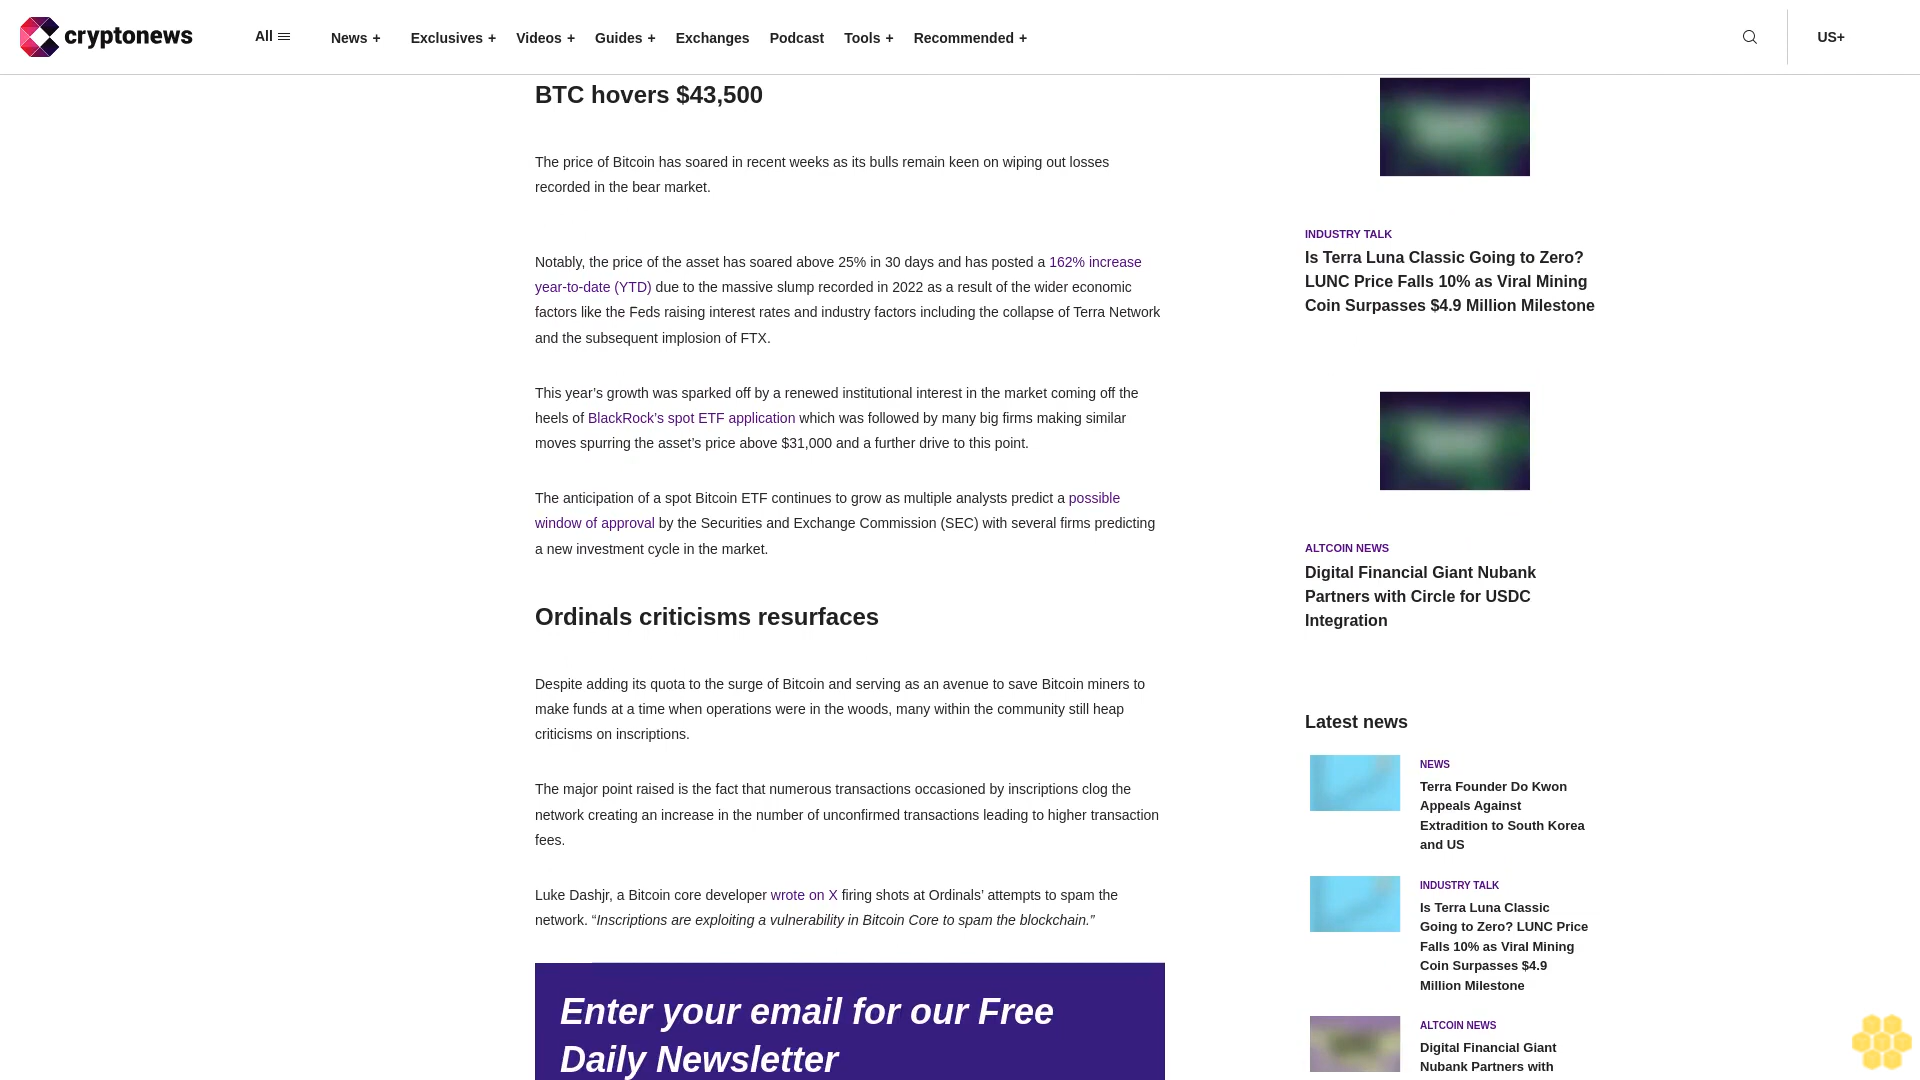 cryptonews
All
News +
Exclusives +
Videos +
Guides +
Exchanges
Podcast
Tools +
Recommended +
US+
BTC hovers $43,500
The price of Bitcoin has soared in recent weeks as its bulls remain keen on wiping out losses
recorded in the bear market.
Notably, the price of the asset has soared above 25% in 30 days and has posted a 162% increase
year-to-date (YTD) due to the massive slump recorded in 2022 as a result of the wider economic
factors like the Feds raising interest rates and industry factors including the collapse of Terra Network
and the subsequent implosion of FTX.
This year’s growth was sparked off by a renewed institutional interest in the market coming off the
heels of BlackRock’s spot ETF application which was followed by many big firms making similar
moves spurring the asset’s price above $31,000 and a further drive to this point.
The anticipation of a spot Bitcoin ETF continues to grow as multiple analysts predict a possible
window of approval by the Securities and Exchange Commission (SEC) with several firms predicting
a new investment cycle in the market.
Ordinals criticisms resurfaces
Despite adding its quota to the surge of Bitcoin and serving as an avenue to save Bitcoin miners to
make funds at a time when operations were in the woods, many within the community still heap
criticisms on inscriptions.
The major point raised is the fact that numerous transactions occasioned by inscriptions clog the
network creating an increase in the number of unconfirmed transactions leading to higher transaction
fees.
Luke Dashjr, a Bitcoin core developer wrote on X firing shots at Ordinals’ attempts to spam the
network. “Inscriptions are exploiting a vulnerability in Bitcoin Core to spam the blockchain.”
Enter your email for our Free
Daily Newsletter
INDUSTRY TALK
Is Terra Luna Classic Going to Zero?
LUNC Price Falls 10% as Viral Mining
Coin Surpasses $4.9 Million Milestone
ALTCOIN NEWS
Digital Financial Giant Nubank
Partners with Circle for USDC
Integration
Latest news
NEWS
Terra Founder Do Kwon
Appeals Against
Extradition to South Korea
and US
INDUSTRY TALK
Is Terra Luna Classic
Going to Zero? LUNC Price
Falls 10% as Viral Mining
Coin Surpasses $4.9
Million Milestone
ALTCOIN NEWS
Digital Financial Giant
Nubank Partners with